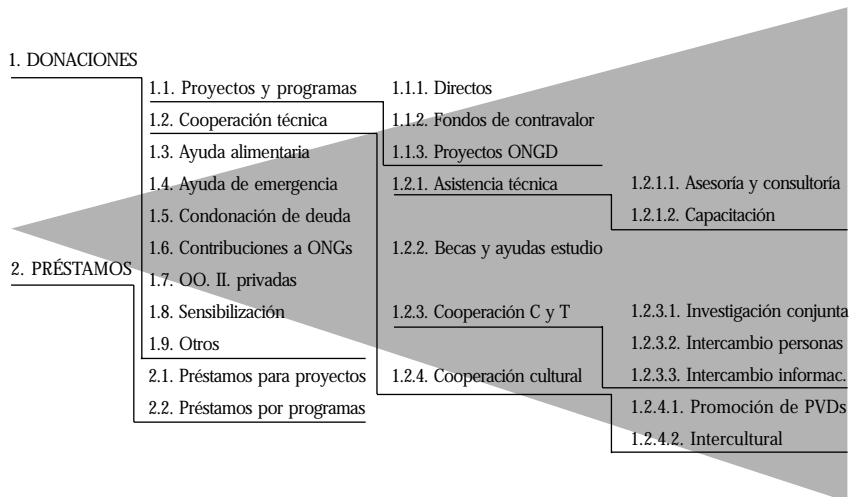 1. DONACIONES
1.1. Proyectos y programas
1.2. Cooperación técnica
1.3. Ayuda alimentaria
1.4. Ayuda de emergencia
1.5. Condonación de deuda
1.6. Contribuciones a ONGs
1.7. OO. II. privadas
1.8. Sensibilización
1.9. Otros
2. PRÉSTAMOS
2.1. Préstamos para proyectos
2.2. Préstamos por programas
1.1.1. Directos
1.1.2. Fondos de contravalor
1.1.3. Proyectos ONGD
1.2.1. Asistencia técnica
1.2.2. Becas y ayudas estudio
1.2.3. Cooperación C y T
1.2.4. Cooperación cultural
1.2.1.1. Asesoría y consultoría
1.2.1.2. Capacitación
1.2.3.1. Investigación conjunta
1.2.3.2. Intercambio personas
1.2.3.3. Intercambio informac.
1.2.4.1. Promoción de PVDs
1.2.4.2. Intercultural